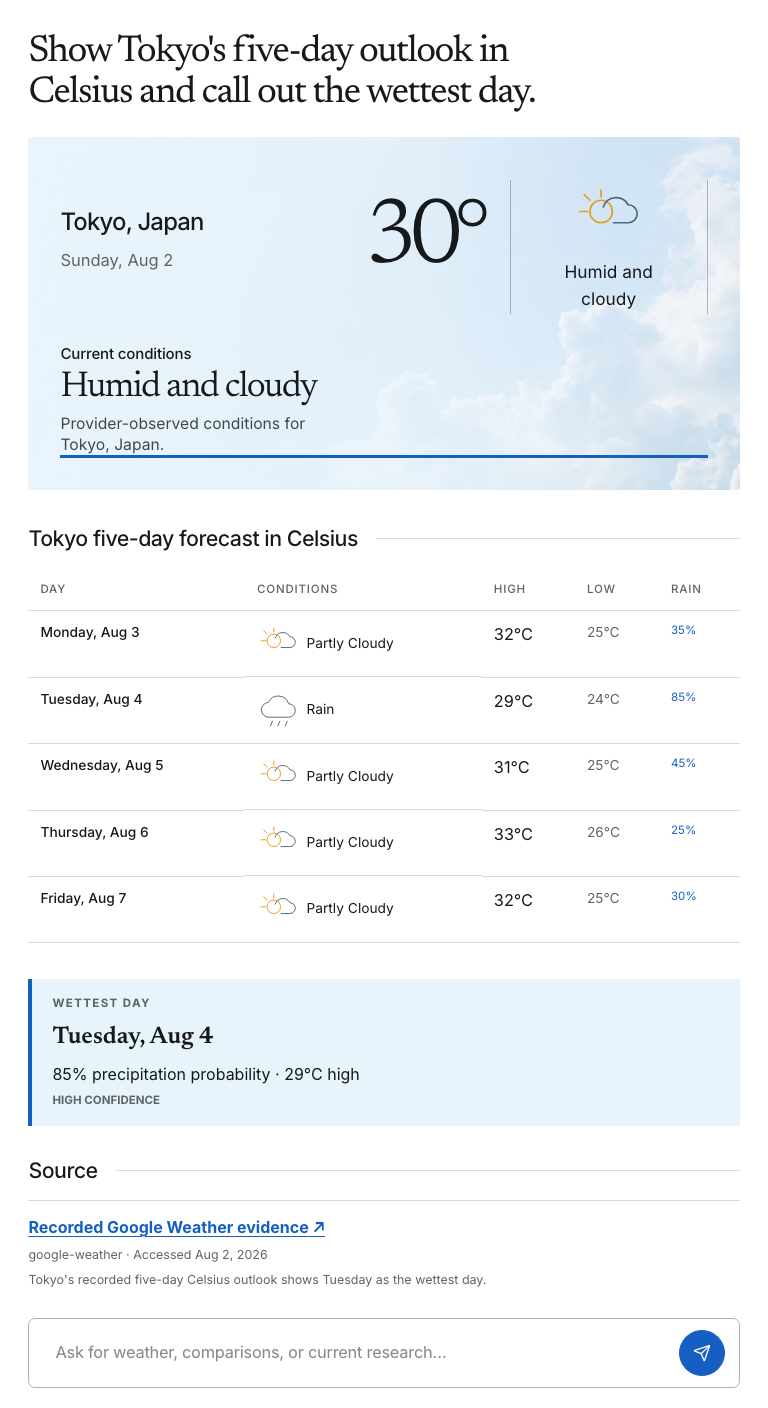 Show Tokyo's five-day outlook in
Celsius and call out the wettest day.
Tokyo, Japan
Sunday, Aug 2
30°
Humid and
cloudy
Current conditions
Humid and cloudy
Provider-observed conditions for
Tokyo, Japan.
Tokyo five-day forecast in Celsius
DAY CONDITIONS HIGH LOW RAIN
Monday, Aug 3 Partly Cloudy 32°C 25°C 35%
Tuesday, Aug 4 Rain 29°C 24°C 85%
Wednesday, Aug 5 Partly Cloudy 31°C 25°C 45%
Thursday, Aug 6 Partly Cloudy 33°C 26°C 25%
Friday, Aug 7 Partly Cloudy 32°C 25°C 30%
WETTEST DAY
Tuesday, Aug 4
85% precipitation probability · 29°C high
HIGH CONFIDENCE
Source
Recorded Google Weather evidence ↗
google-weather · Accessed Aug 2, 2026
Tokyo's recorded five-day Celsius outlook shows Tuesday as the wettest day.
Ask for weather, comparisons, or current research...